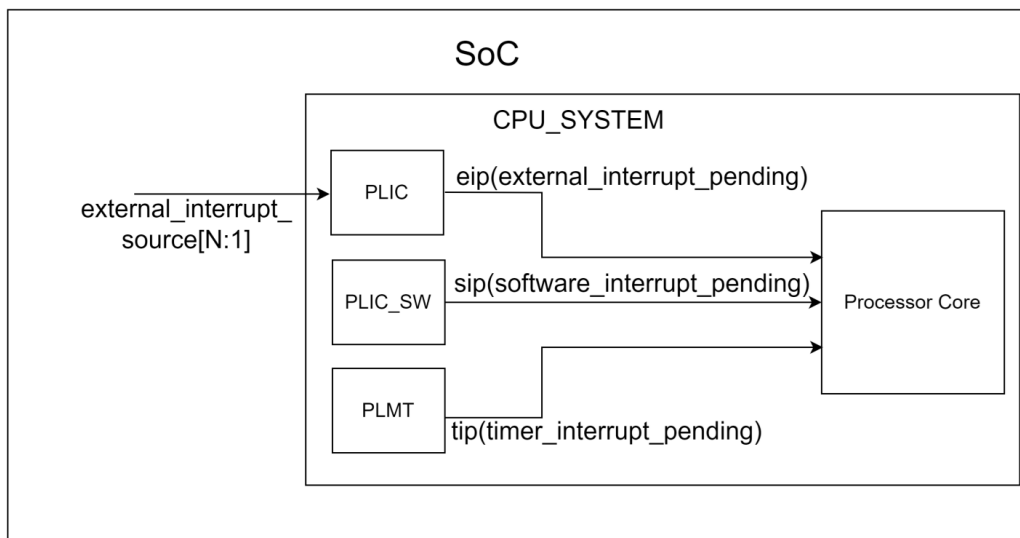 SoC
CPU_SYSTEM
PLIC
eip(external_interrupt_pending)
external_interrupt_
source[N:1]
PLIC_SW
sip(software_interrupt_pending)
Processor Core
PLMT
tip(timer_interrupt_pending)